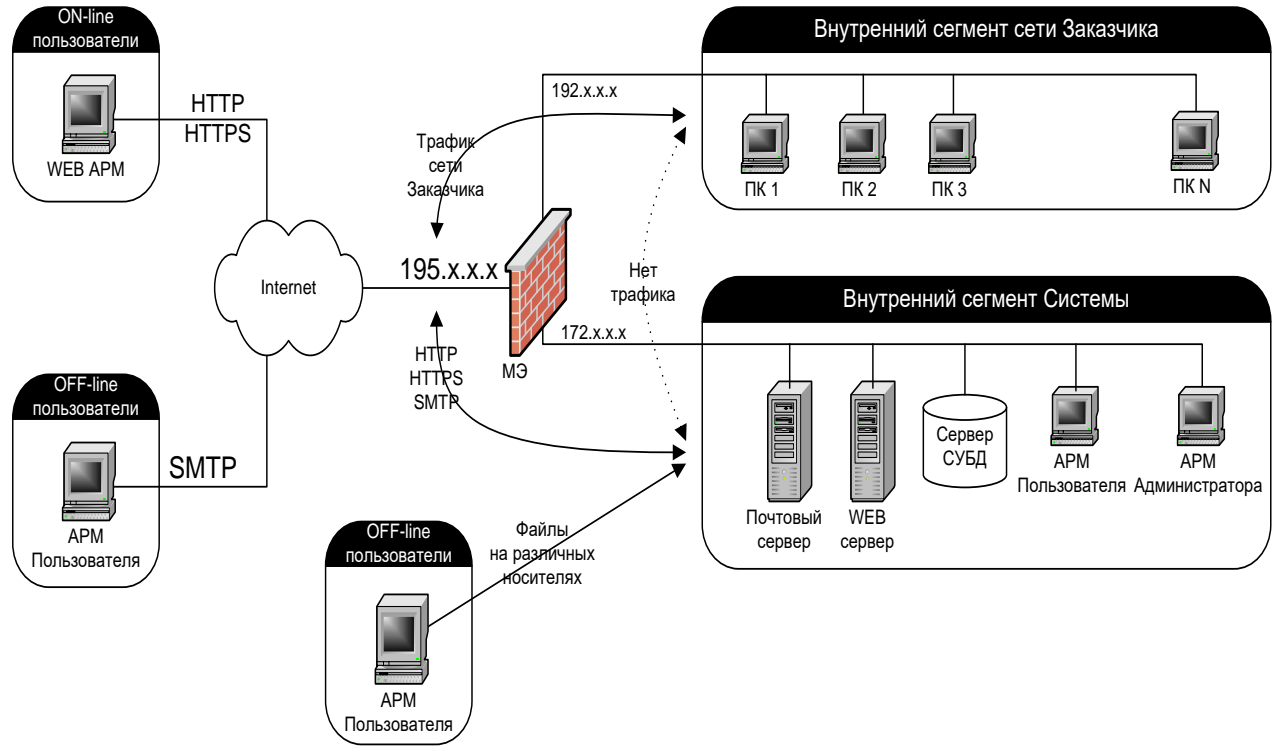 ON-line
пользователи
WEB АРМ
HTTP
HTTPS
Internet
OFF-line
пользователи
АРМ
Пользователя
SMTP
Трафик
сети
Заказчика
195.x.x.x
HTTP
HTTPS
SMTP
МЭ
192.x.x.x
172.x.x.x
Нет
трафика
Внутренний сегмент сети Заказчика
ПК 1
ПК 2
ПК 3
ПК N
Внутренний сегмент Системы
Почтовый
сервер
WEB
сервер
Сервер
СУБД
АРМ
Пользователя
АРМ
Администратора
OFF-line
пользователи
АРМ
Пользователя
Файлы
на различных
носителях